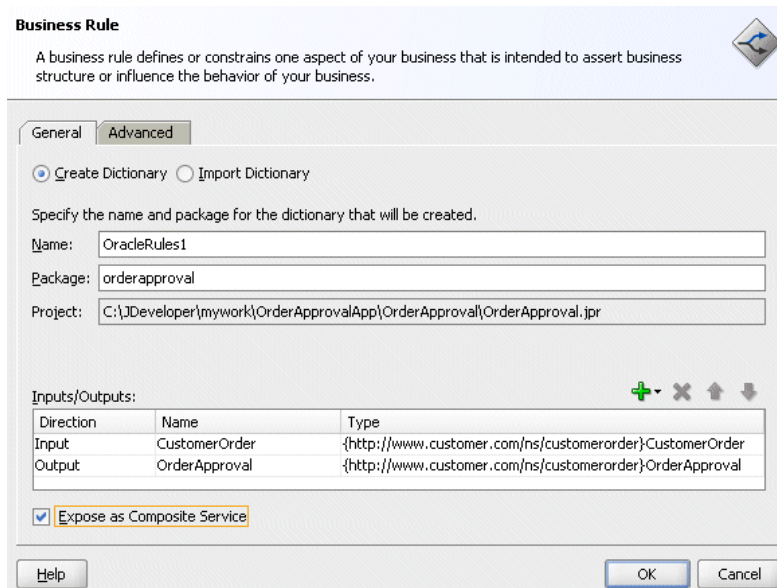 Business Rule
A business rule defines or constrains one aspect of your business that is intended to assert business
structure or influence the behavior of your business.
General Advanced
Create Dictionary Import Dictionary
Specify the name and package for the dictionary that will be created.
Name: OracleRules1
Package: orderapproval
Project: C:\JDeveloper\mywork\OrderApprovalApp\OrderApproval\OrderApproval.jpr
Inputs/Outputs:
Direction Name Type
Input CustomerOrder {http://www.customer.com/ns/customerorder}CustomerOrder
Output OrderApproval {http://www.customer.com/ns/customerorder}OrderApproval
Expose as Composite Service
Help OK Cancel